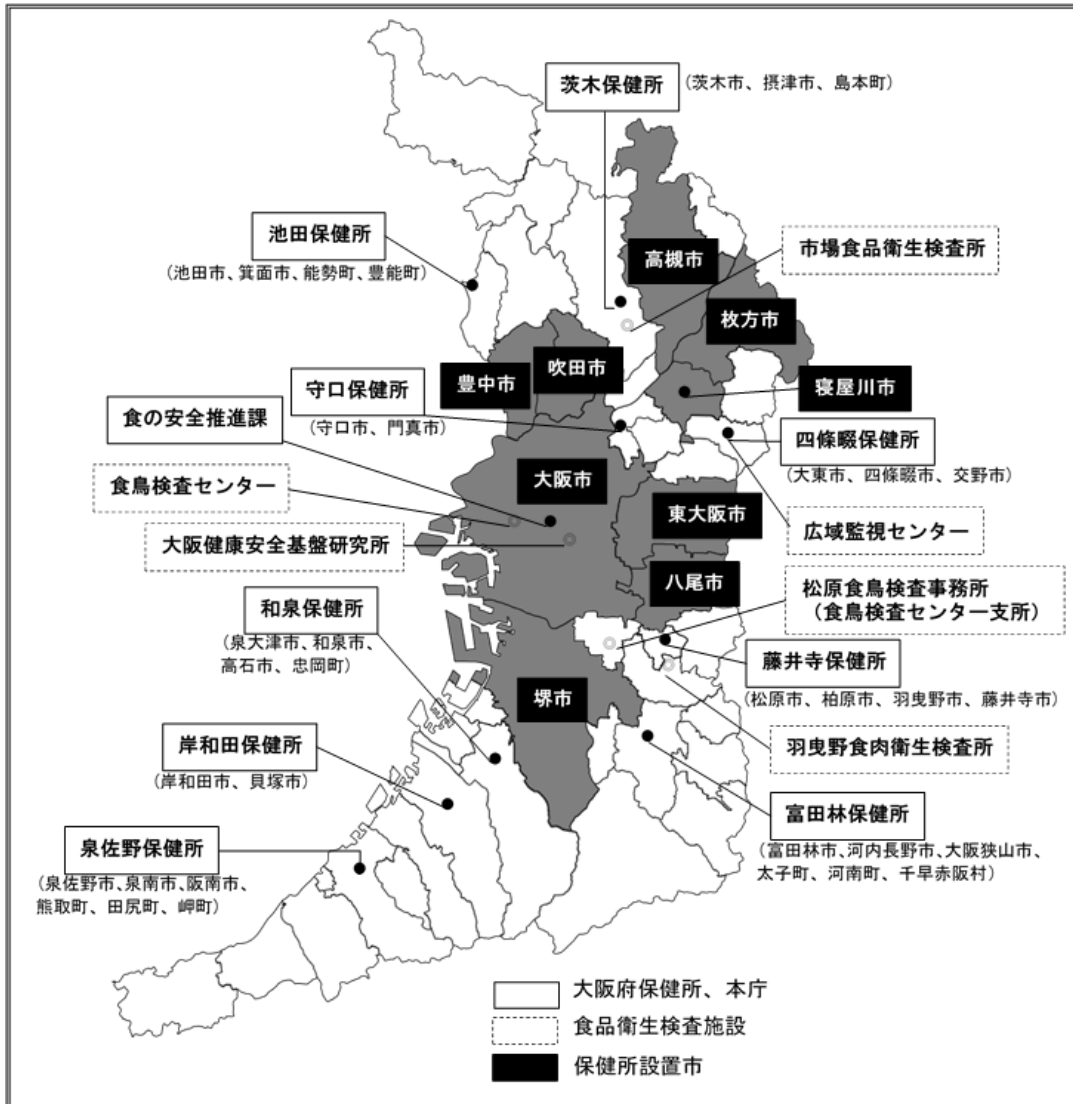 茨木保健所
(茨木市、摂津市、島本町)
池田保健所
(池田市、箕面市、能勢町、豊能町)
市場食品衛生検査所
高槻市
枚方市
吹田市
豊中市
守口保健所
(守口市、門真市)
寝屋川市
食の安全推進課
四條畷保健所
(大東市、四條畷市、交野市)
食鳥検査センター
大阪市
東大阪市
広域監視センター
大阪健康安全基盤研究所
八尾市
松原食鳥検査事務所
(食鳥検査センター支所)
和泉保健所
(泉大津市、和泉市、
高石市、忠岡町)
藤井寺保健所
(松原市、柏原市、羽曳野市、藤井寺市)
堺市
羽曳野食肉衛生検査所
岸和田保健所
(岸和田市、貝塚市)
富田林保健所
(富田林市、河内長野市、大阪狭山市、
太子町、河南町、千早赤阪村)
泉佐野保健所
(泉佐野市、泉南市、阪南市、
熊取町、田尻町、岬町)
大阪府保健所、本庁
食品衛生検査施設
保健所設置市